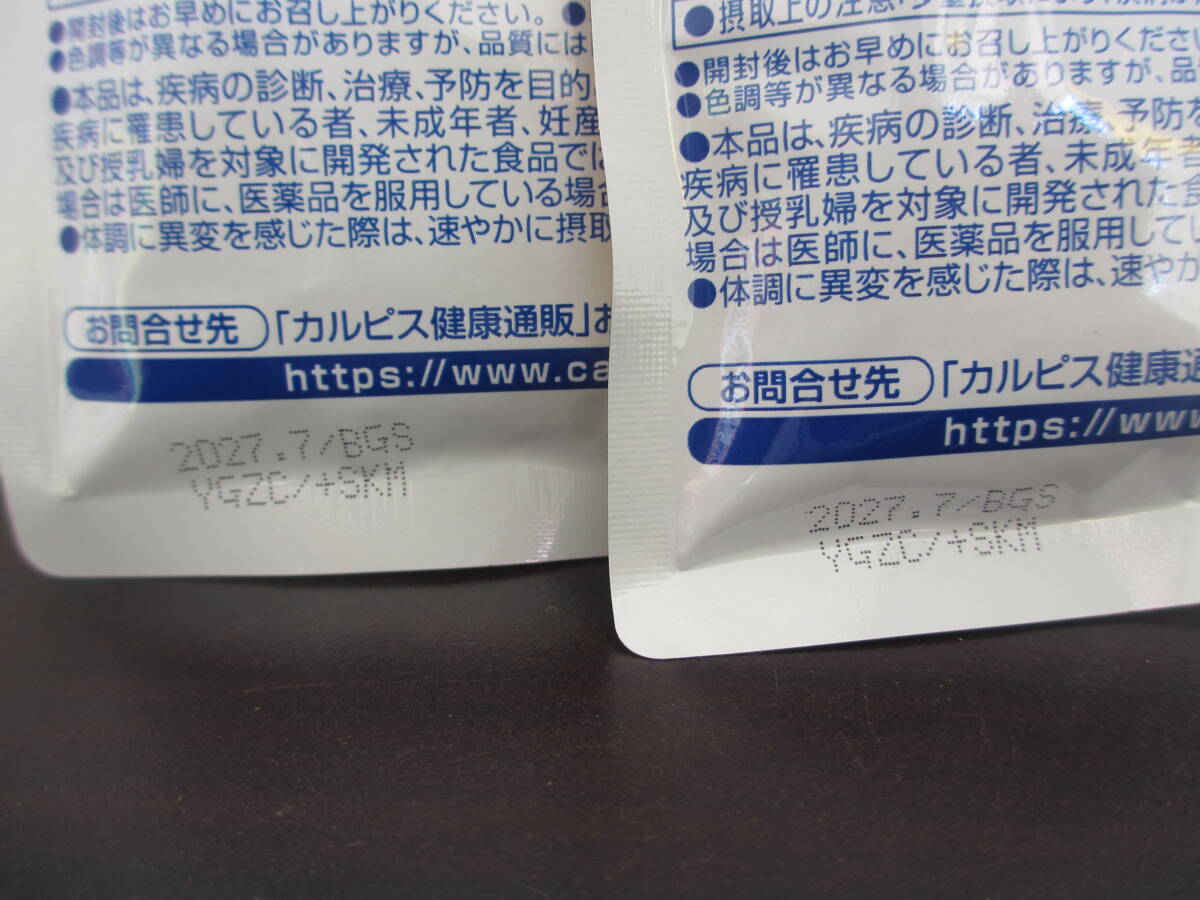 ●開封後はお早めにお召し上がりください。●
●色調等が異なる場合がありますが、品質には
●本品は、疾病の診断、治療、予防を目的
疾病に罹患している者、未成年者、妊産
及び授乳婦を対象に開発された食品では
場合は医師に、医薬品を服用している場合
●体調に異変を感じた際は、速やかに摂取
お問合せ先 「カルピス健康通販」お
https://www.ca
2027.7/BGS
YGZC/+SKM
●摂取上の注意
●開封後はお早めにお召し上がりくださ
●色調等が異なる場合がありますが、品
●本品は、疾病の診断、治療、予防を
疾病に罹患している者、未成年者
及び授乳婦を対象に開発された食
場合は医師に、医薬品を服用してい
●体調に異変を感じた際は、速やか
お問合せ先 「カルピス健康通
https://www
2027.7/BGS
YGZC/+SKM